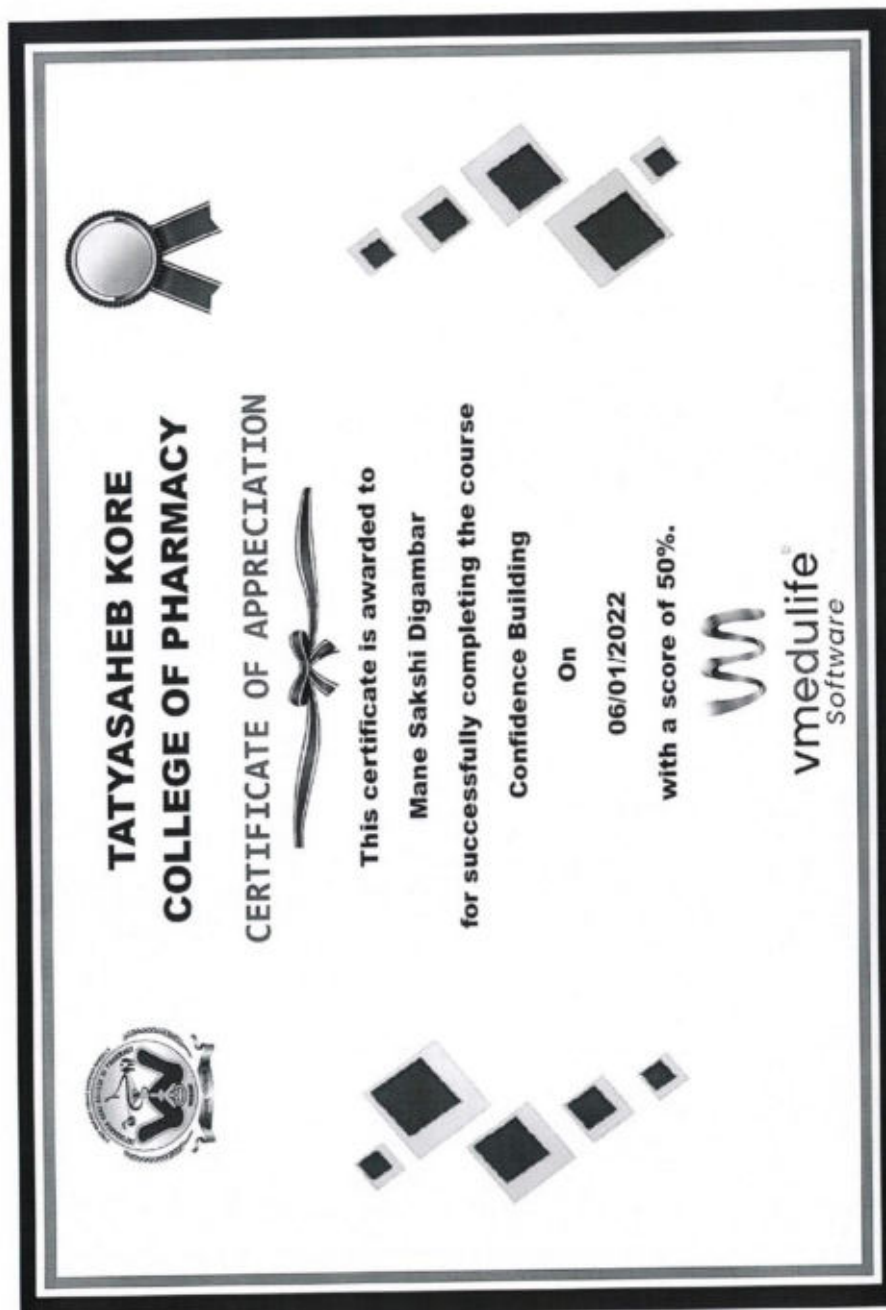 TATYASAHEB KORE
COLLEGE OF PHARMACY
CERTIFICATE OF APPRECIATION
This certificate is awarded to
Mane Sakshi Digambar
for successfully completing the course
Confidence Building
On
06/01/2022
with a score of 50%.
vmedulife
Software